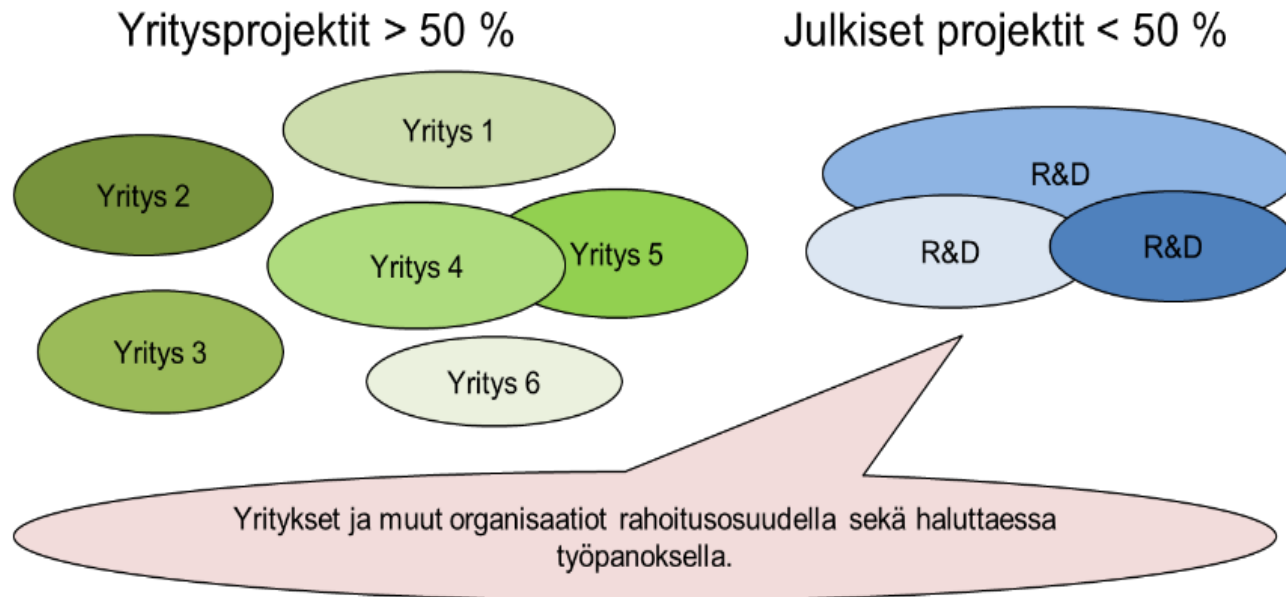 Yritysprojektit > 50 %
Julkiset projektit < 50 %
Yritys 1
Yritys 2
Yritys 4
Yritys 5
Yritys 3
Yritys 6
R&D
R&D
R&D
Yritykset ja muut organisaatiot rahoitusosuudella sekä haluttaessa
työpanoksella.